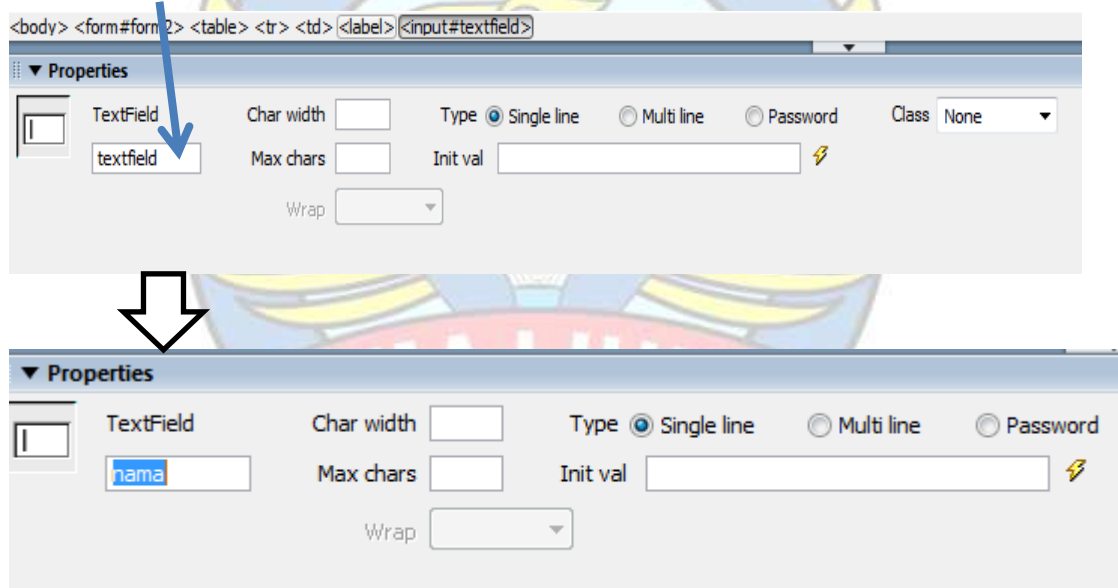 <body> <form#form2> <table> <tr> <td> <label> <input#textfield>
Properties
TextField Char width Type Single line Multi line Password Class None
textfield Max chars Init val
Wrap
Properties
TextField Char width Type Single line Multi line Password
nama Max chars Init val
Wrap